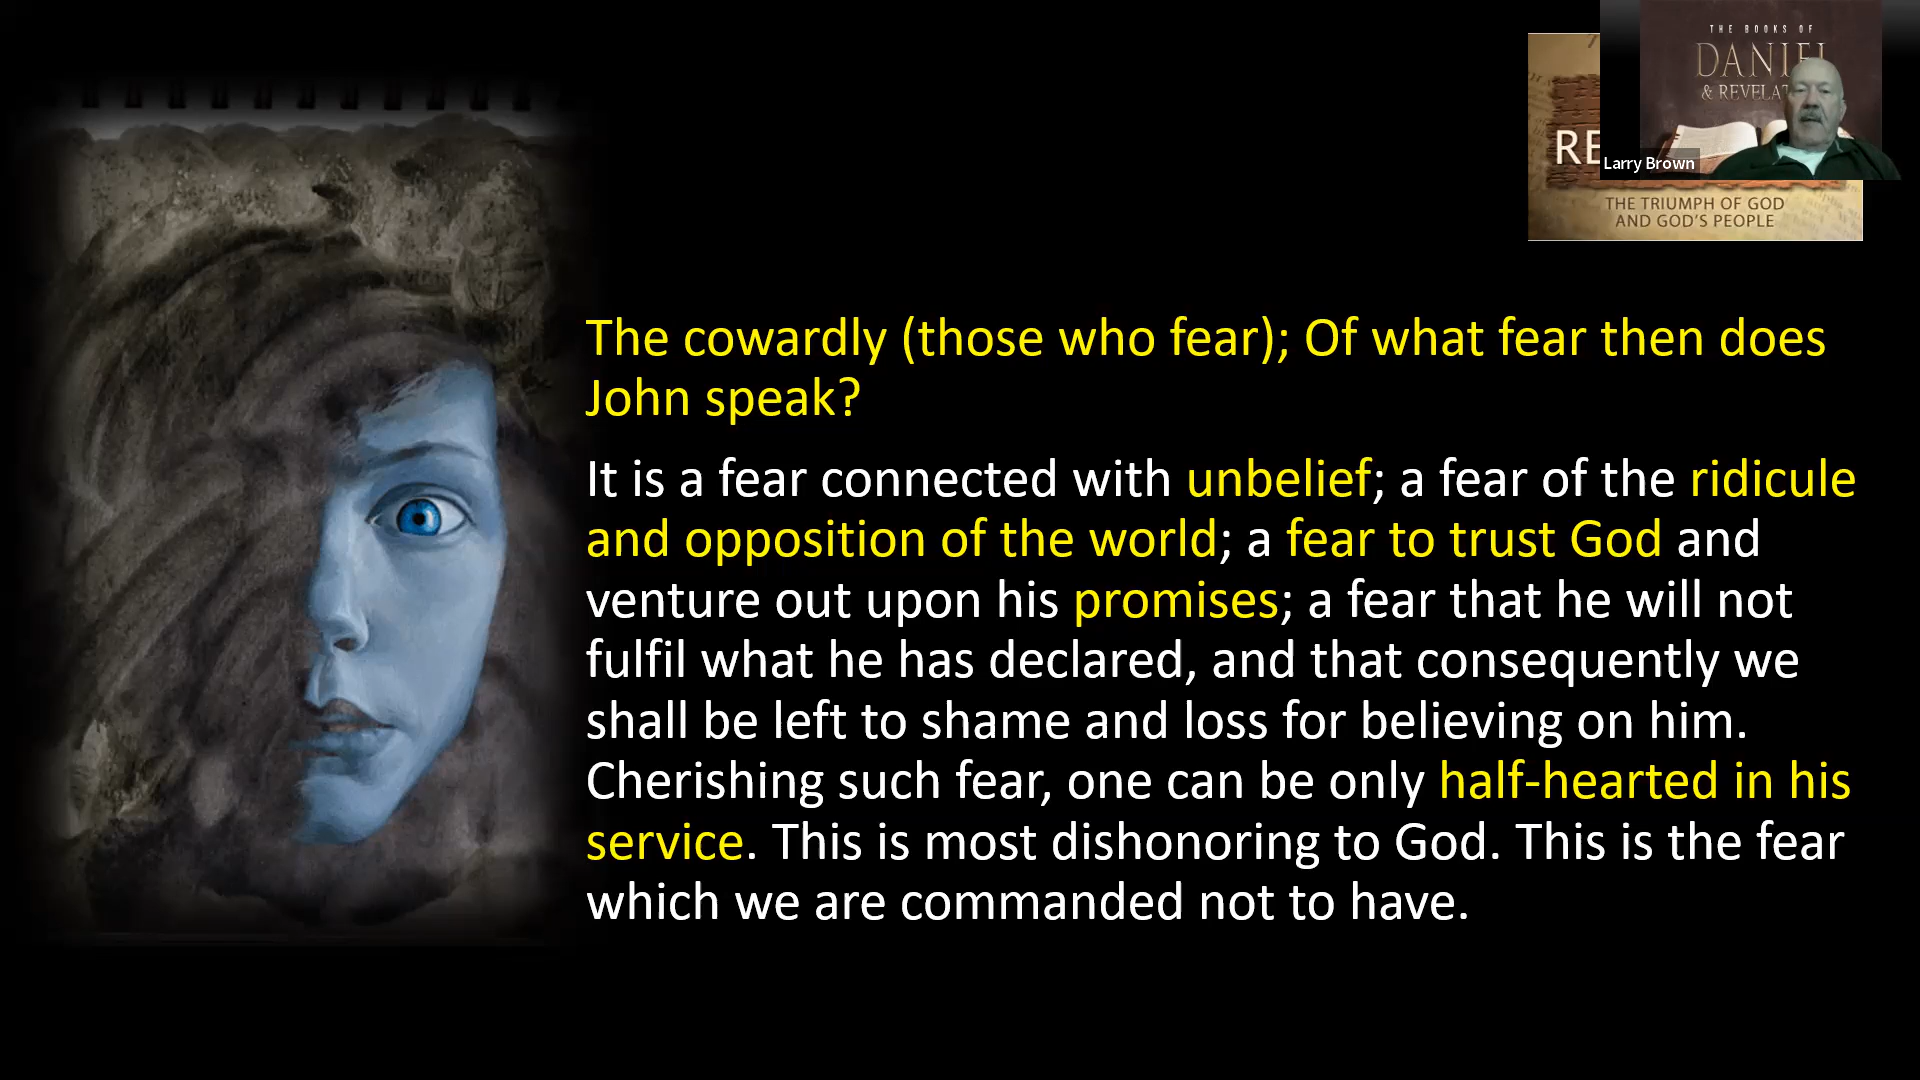 THE BOOKS OF
DANIEL
& REVELAT
RE
Larry Brown
THE TRIUMPH OF GOD
AND GOD'S PEOPLE
The cowardly (those who fear); Of what fear then does
John speak?
It is a fear connected with unbelief; a fear of the ridicule
and opposition of the world; a fear to trust God and
venture out upon his promises; a fear that he will not
fulfil what he has declared, and that consequently we
shall be left to shame and loss for believing on him.
Cherishing such fear, one can be only half-hearted in his
service. This is most dishonoring to God. This is the fear
which we are commanded not to have.